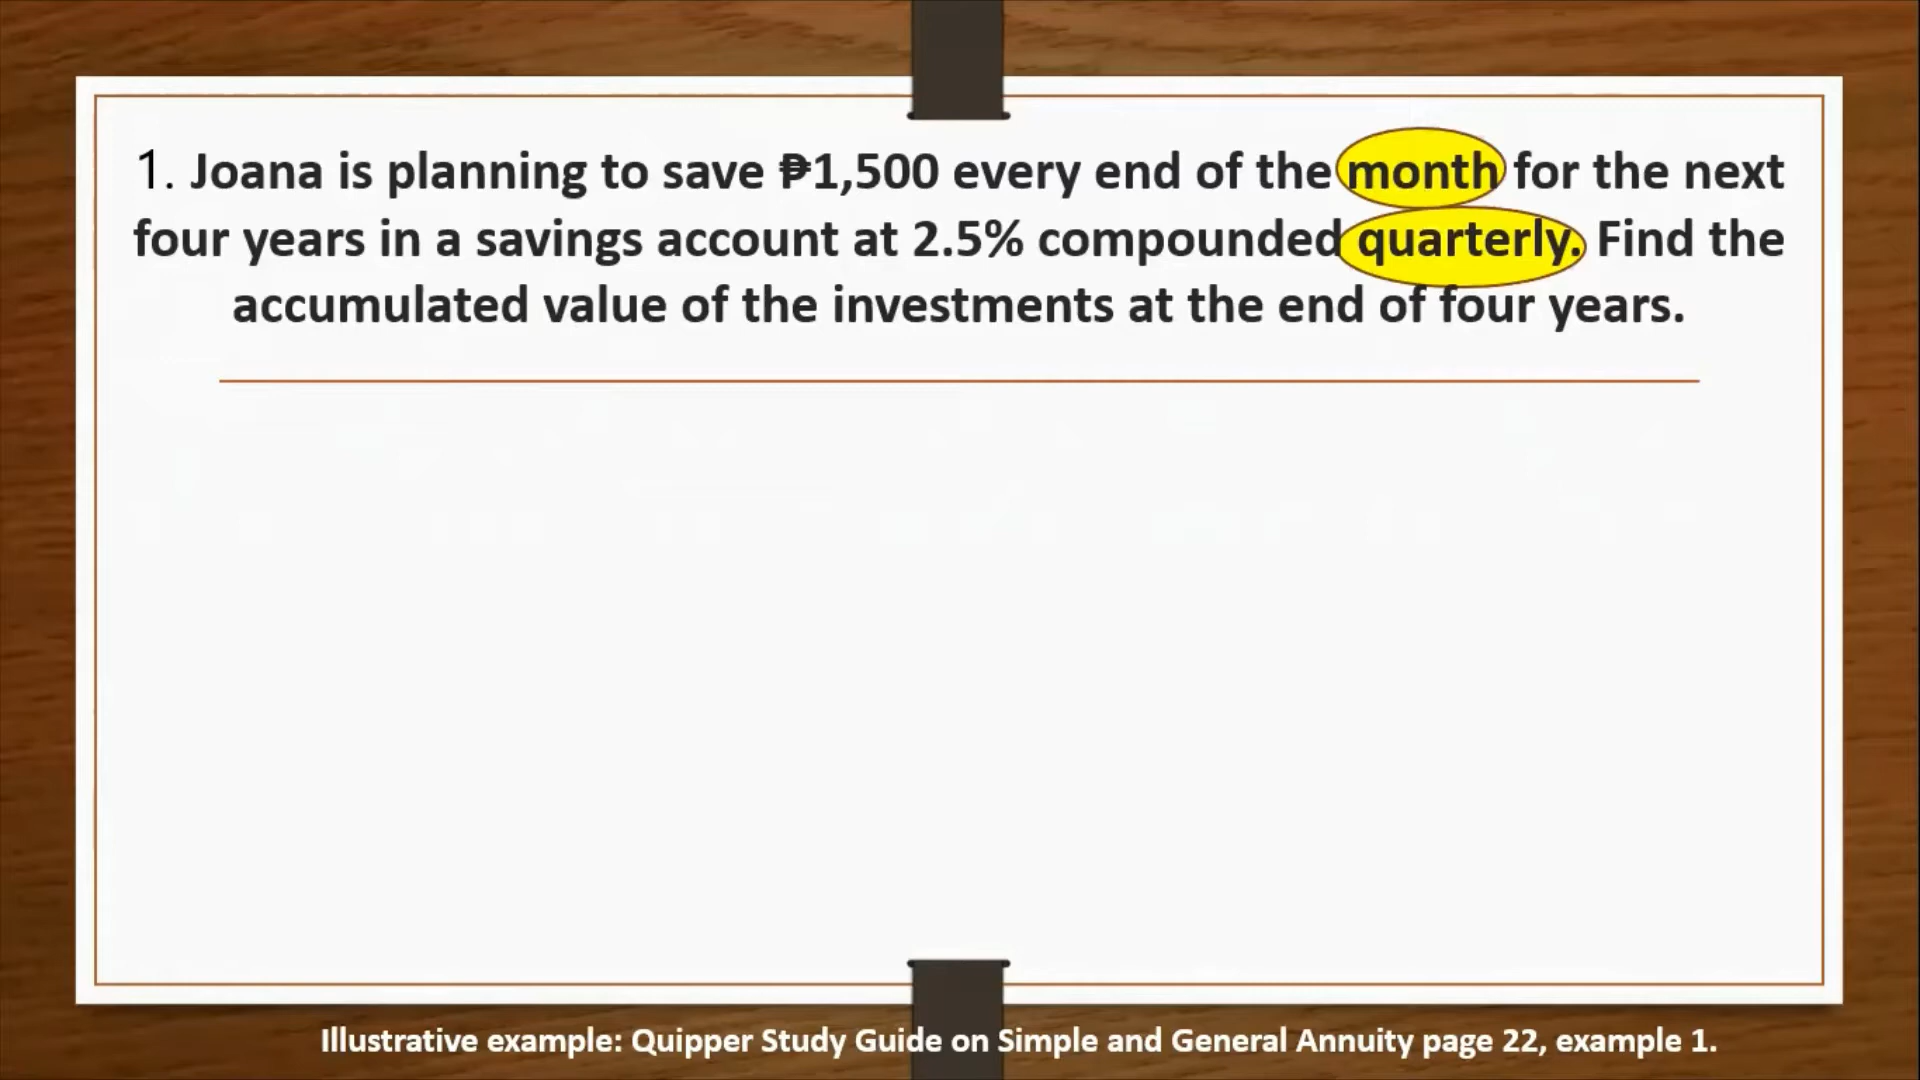 1. Joana is planning to save ₱1,500 every end of the month for the next
four years in a savings account at 2.5% compounded quarterly. Find the
accumulated value of the investments at the end of four years.
Illustrative example: Quipper Study Guide on Simple and General Annuity page 22, example 1.